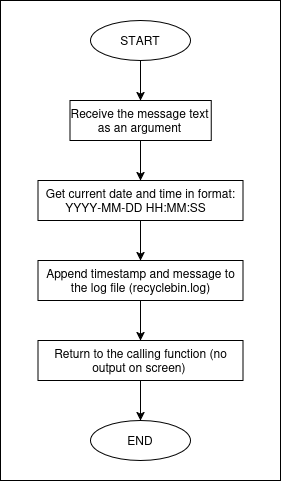 START
Receive the message text
as an argument
Get current date and time in format:
YYYY-MM-DD HH:MM:SS
Append timestamp and message to
the log file (recyclebin.log)
Return to the calling function (no
output on screen)
END